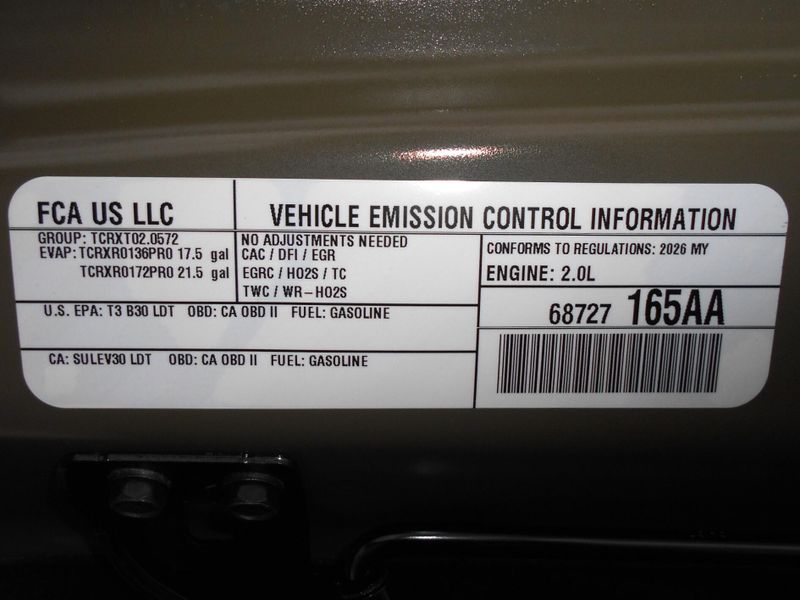 FCA US LLC
VEHICLE EMISSION CONTROL INFORMATION
GROUP: TCRXT02.0572
EVAP: TCRXR0136PR0 17.5 gal
TCRXR0172PR0 21.5 gal
NO ADJUSTMENTS NEEDED
CAC / DFI / EGR
EGRC / HO2S / TC
TWC / WR-HO2S
CONFORMS TO REGULATIONS: 2026 MY
ENGINE: 2.0L
U.S. EPA: T3 B30 LDT OBD: CA OBD II FUEL: GASOLINE
68727 165AA
CA: SULEV30 LDT OBD: CA OBD II FUEL: GASOLINE